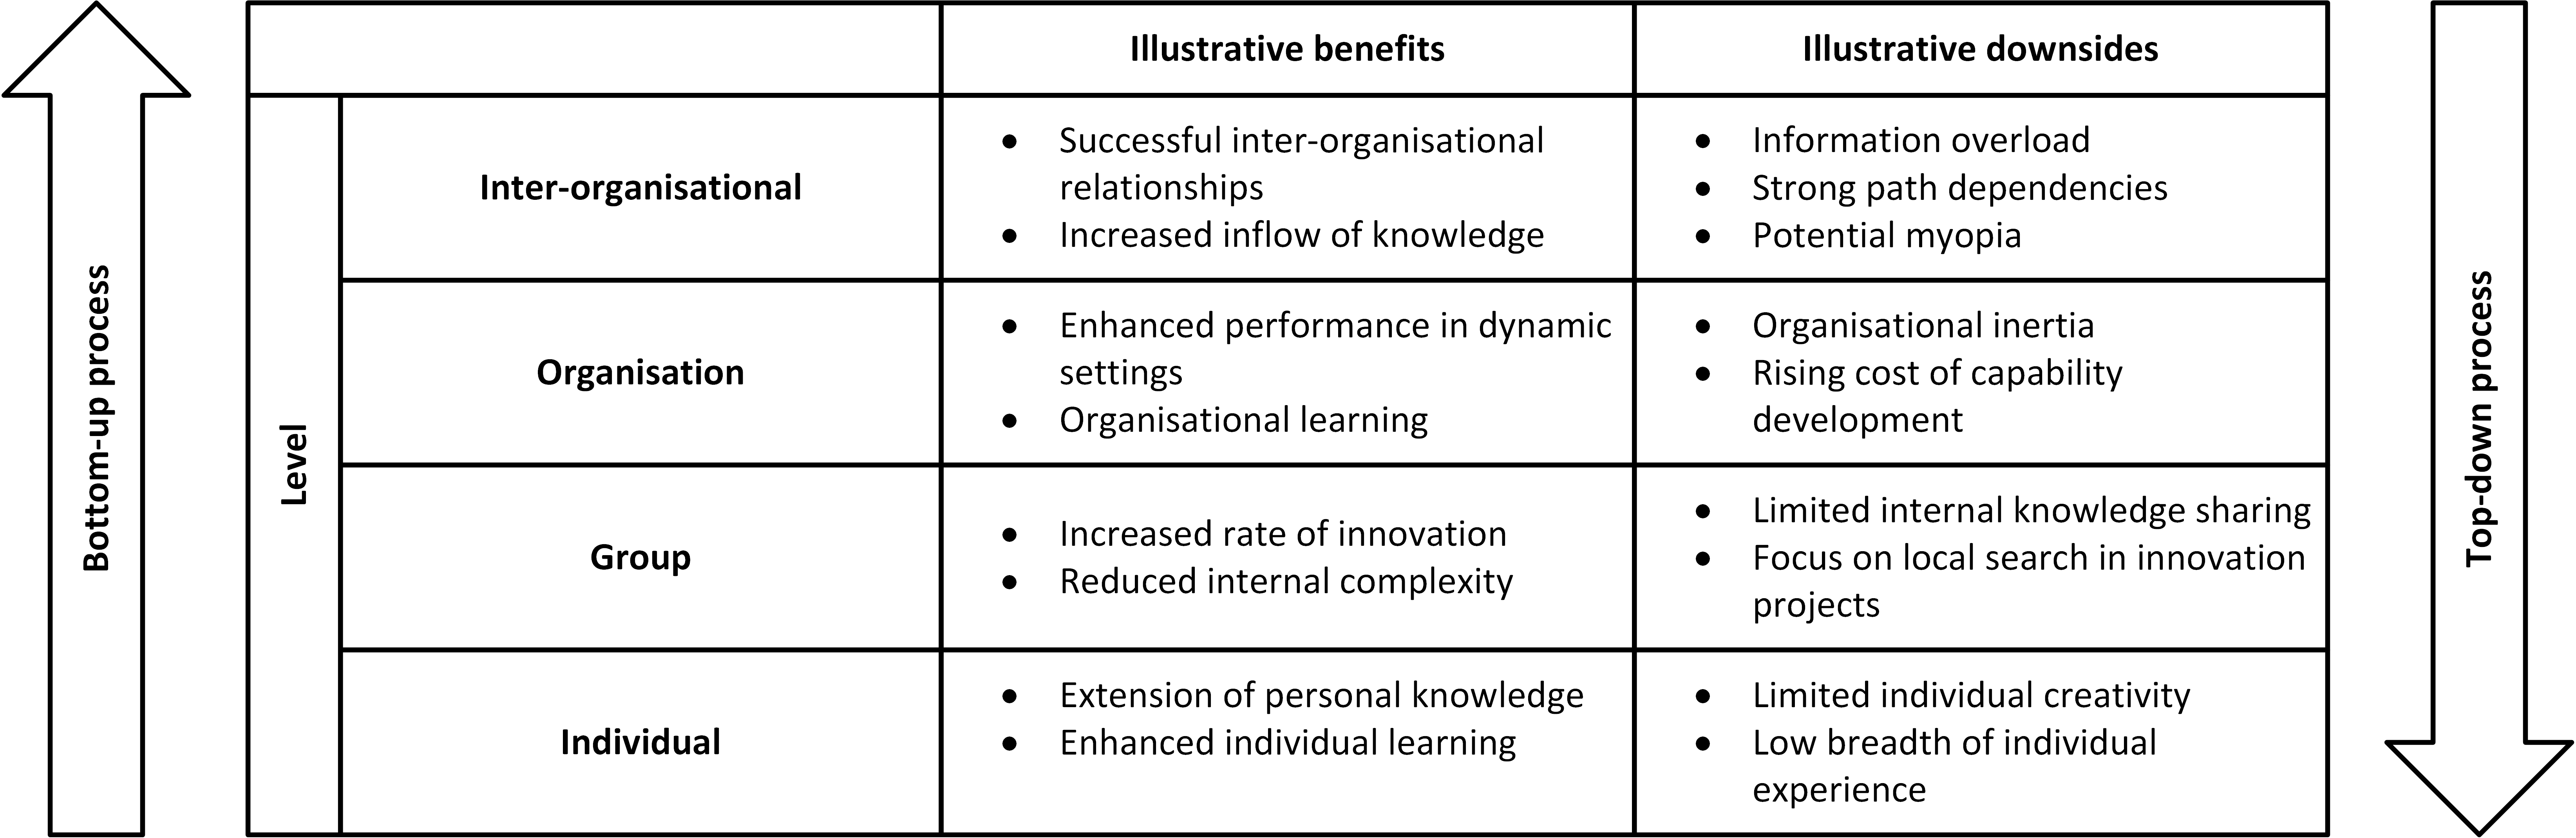 Bottom-up process
Illustrative benefits
Illustrative downsides
Level
Inter-organisational
• Successful inter-organisational
relationships
• Increased inflow of knowledge
• Information overload
• Strong path dependencies
• Potential myopia
Organisation
• Enhanced performance in dynamic
settings
• Organisational learning
• Organisational inertia
• Rising cost of capability
development
Group
• Increased rate of innovation
• Reduced internal complexity
• Limited internal knowledge sharing
• Focus on local search in innovation
projects
Individual
• Extension of personal knowledge
• Enhanced individual learning
• Limited individual creativity
• Low breadth of individual
experience
Top-down process